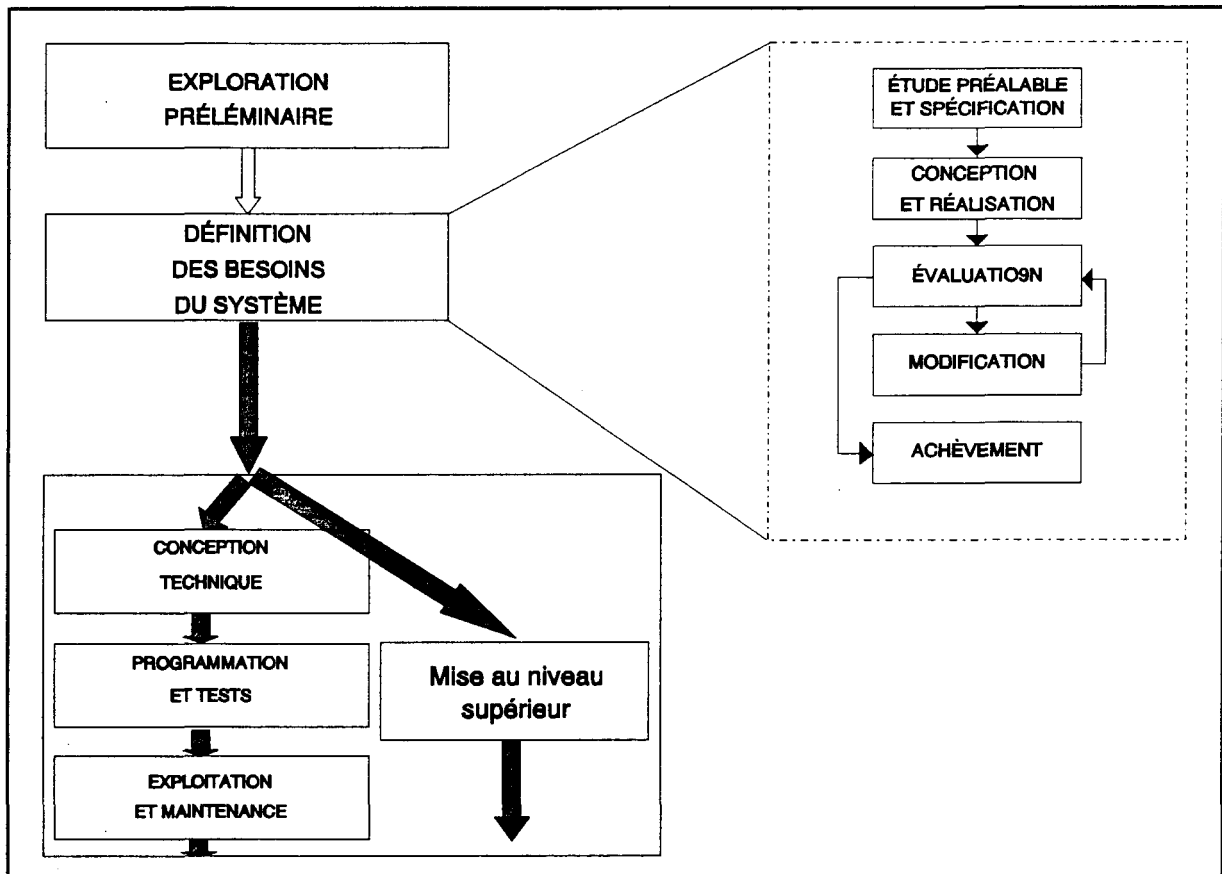 EXPLORATION
PRÉLÉMINAIRE
DÉFINITION
DES BESOINS
DU SYSTÈME
CONCEPTION
TECHNIQUE
PROGRAMMATION
ET TESTS
EXPLOITATION
ET MAINTENANCE
Mise au niveau
supérieur
ÉTUDE PRÉALABLE
ET SPÉCIFICATION
CONCEPTION
ET RÉALISATION
ÉVALUATIO9N
MODIFICATION
ACHÈVEMENT